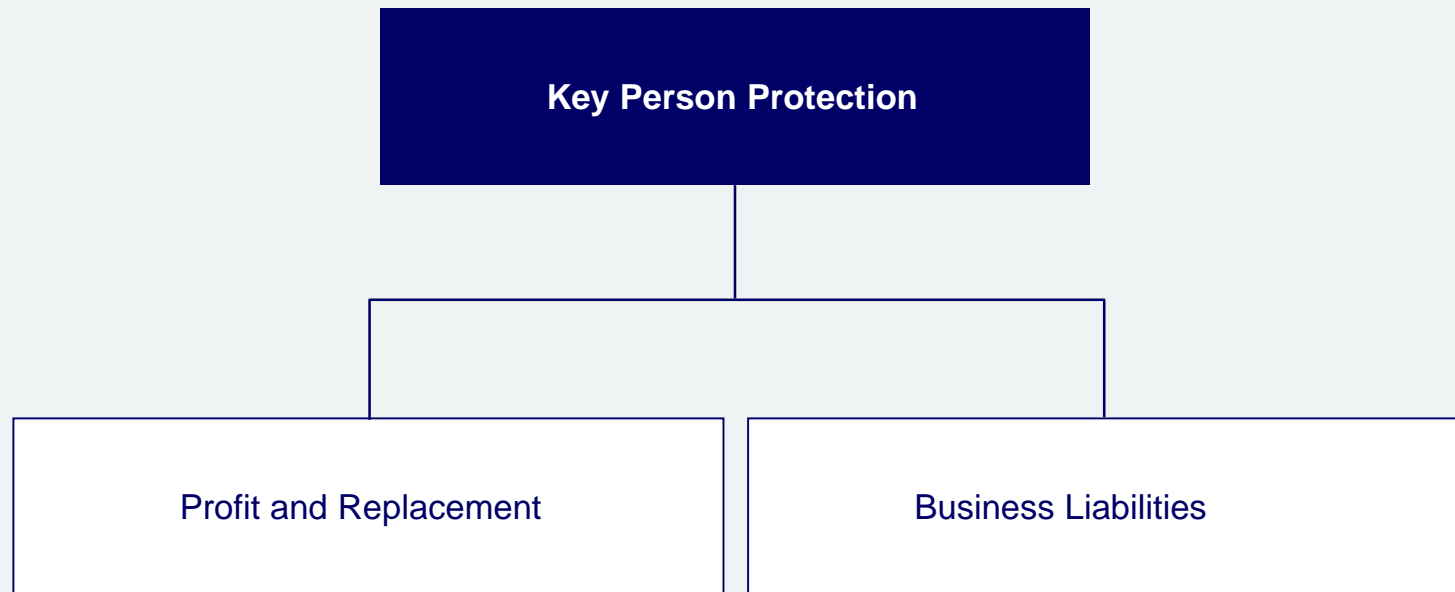 Key Person Protection
Profit and Replacement
Business Liabilities